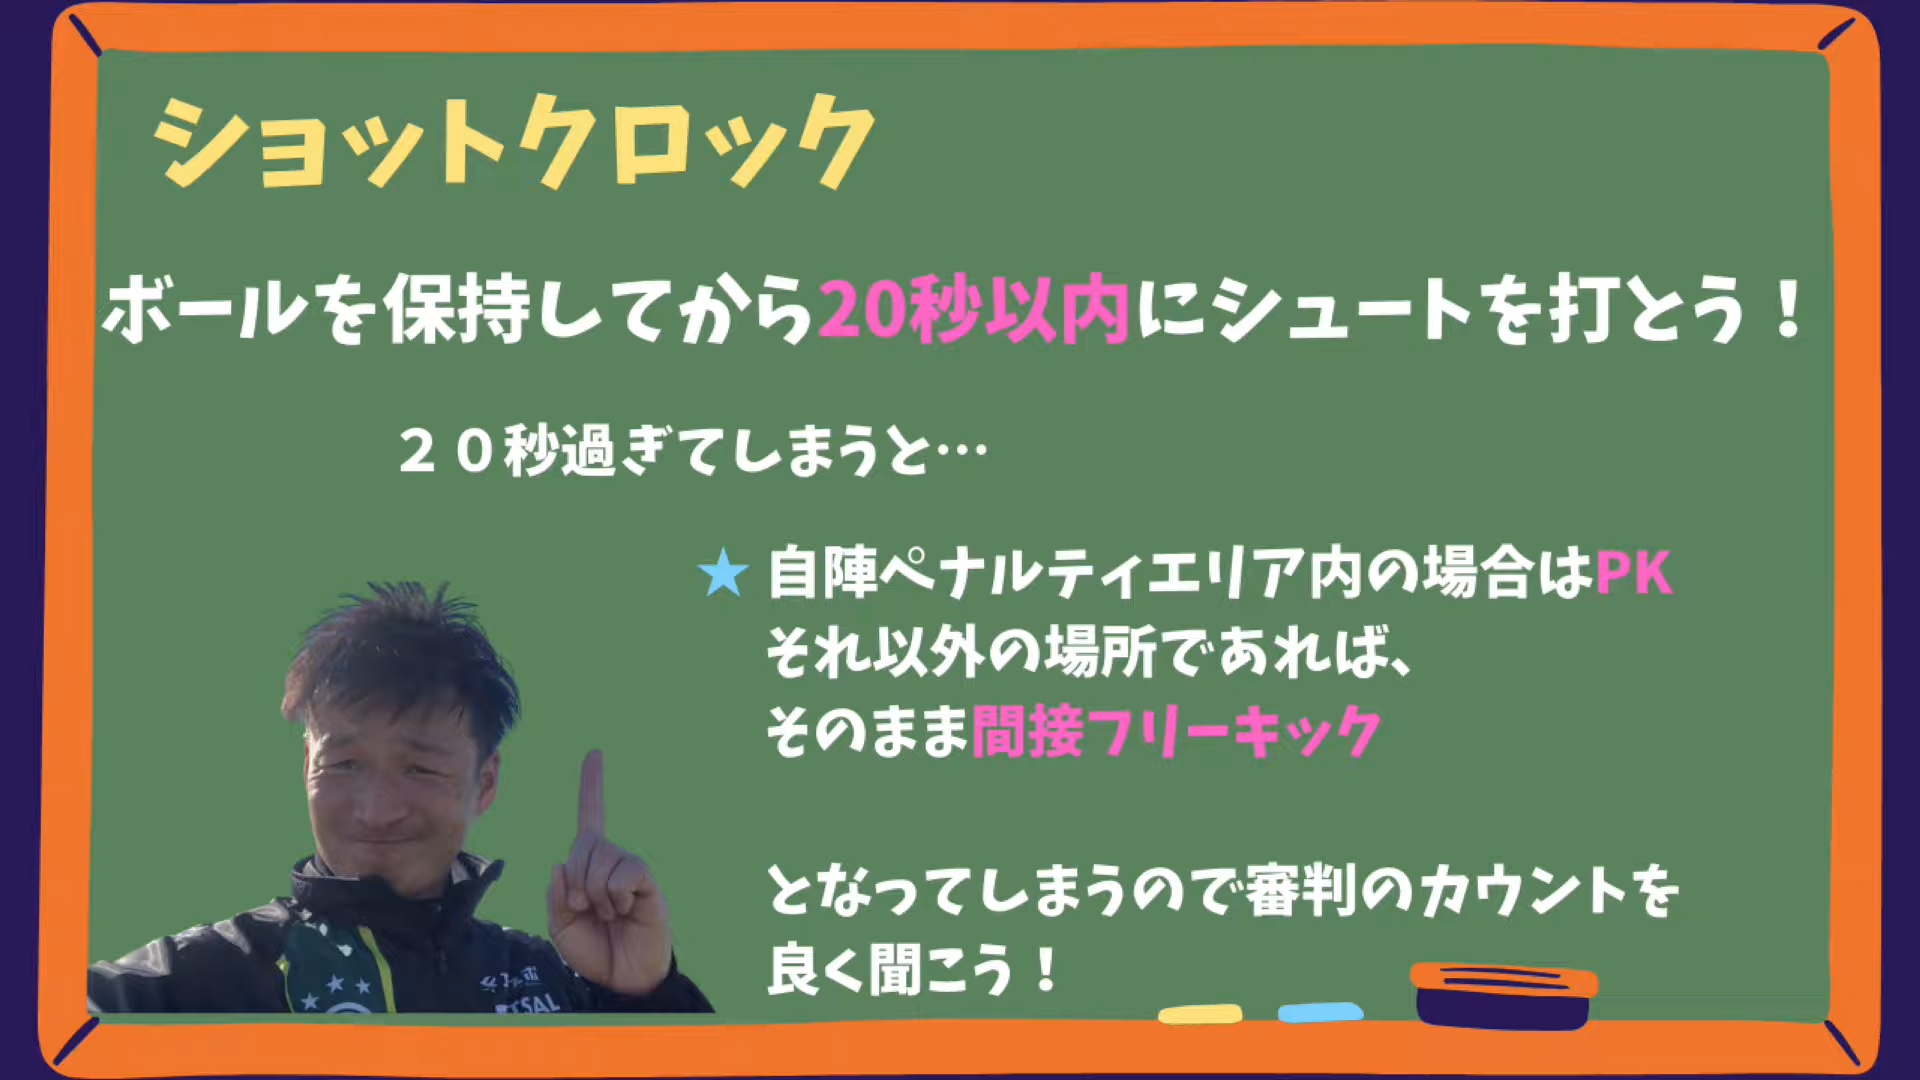 ショットクロック
ボールを保持してから20秒以内にシュートを打とう！
２０秒過ぎてしまうと…
★ 自陣ペナルティエリア内の場合はPK
それ以外の場所であれば、
そのまま間接フリーキック
となってしまうので審判のカウントを
良く聞こう！